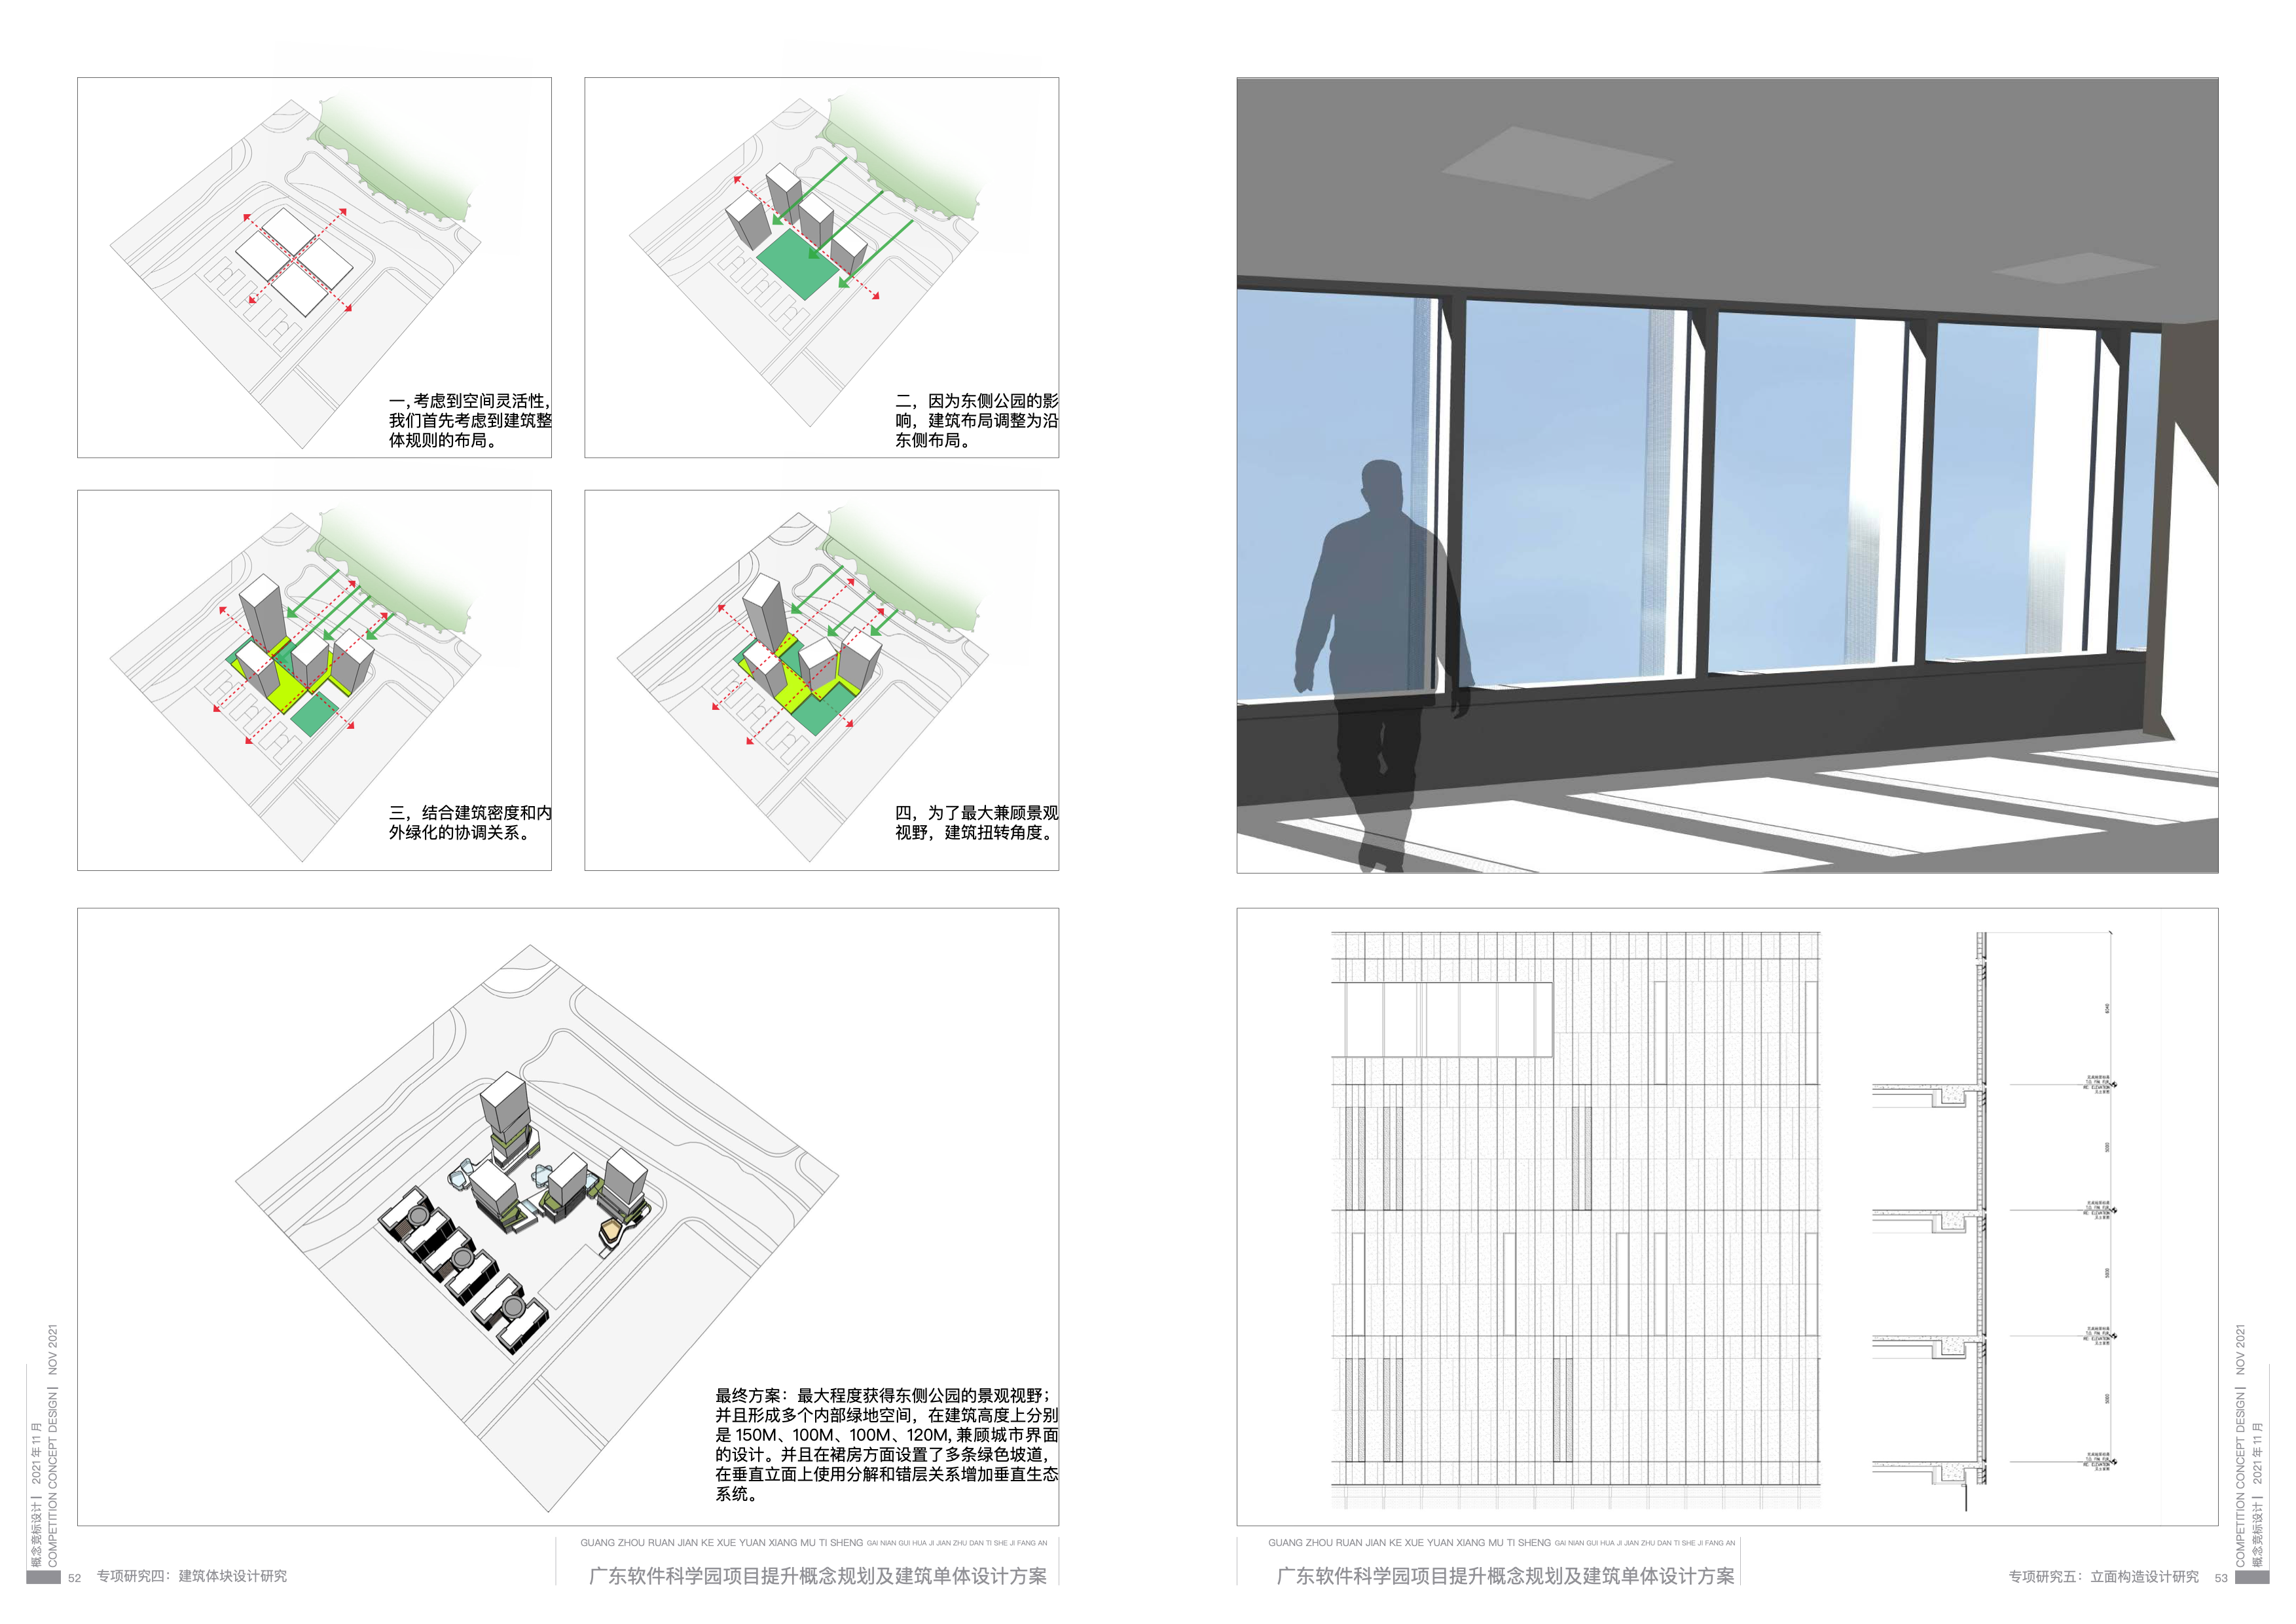 一,考虑到空间灵活性,
我们首先考虑到建筑整
体规则的布局。
二，因为东侧公园的影
响，建筑布局调整为沿
东侧布局。
三，结合建筑密度和内
外绿化的协调关系。
四，为了最大兼顾景观
视野，建筑扭转角度。
最终方案：最大程度获得东侧公园的景观视野；
并且形成多个内部绿地空间，在建筑高度上分别
是 150M、100M、100M、120M, 兼顾城市界面
的设计。并且在裙房方面设置了多条绿色坡道，
在垂直立面上使用分解和错层关系增加垂直生态
系统。
概念竞标设计 | 2021 年 11 月
COMPETITION CONCEPT DESIGN | NOV 2021
52 专项研究四：建筑体块设计研究
GUANG ZHOU RUAN JIAN KE XUE YUAN XIANG MU TI SHENG GAI NIAN GUI HUA JI JIAN ZHU DAN TI SHE JI FANG AN
广东软件科学园项目提升概念规划及建筑单体设计方案
GUANG ZHOU RUAN JIAN KE XUE YUAN XIANG MU TI SHENG GAI NIAN GUI HUA JI JIAN ZHU DAN TI SHE JI FANG AN
广东软件科学园项目提升概念规划及建筑单体设计方案
专项研究五：立面构造设计研究 53
COMPETITION CONCEPT DESIGN | NOV 2021
概念竞标设计 | 2021 年 11 月